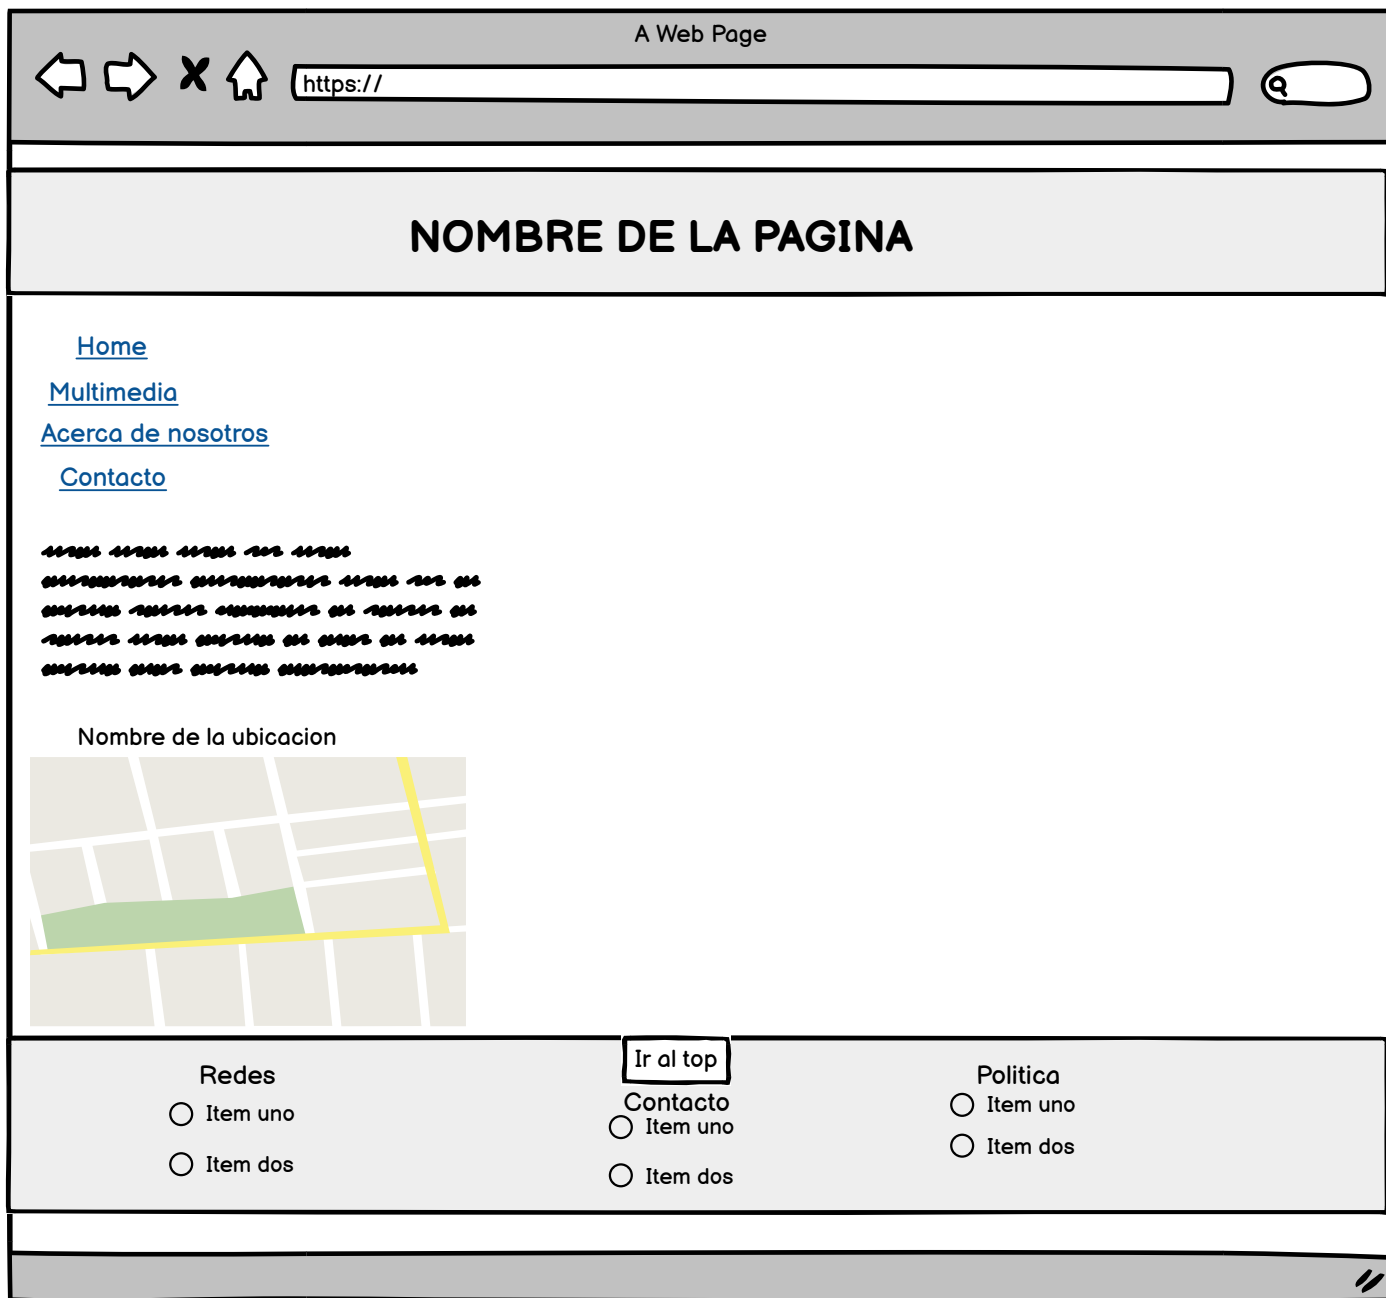 A Web Page
https://
NOMBRE DE LA PAGINA
Home
Multimedia
Acerca de nosotros
Contacto
Nombre de la ubicacion
Ir al top
Redes
Item uno
Item dos
Contacto
Item uno
Item dos
Politica
Item uno
Item dos